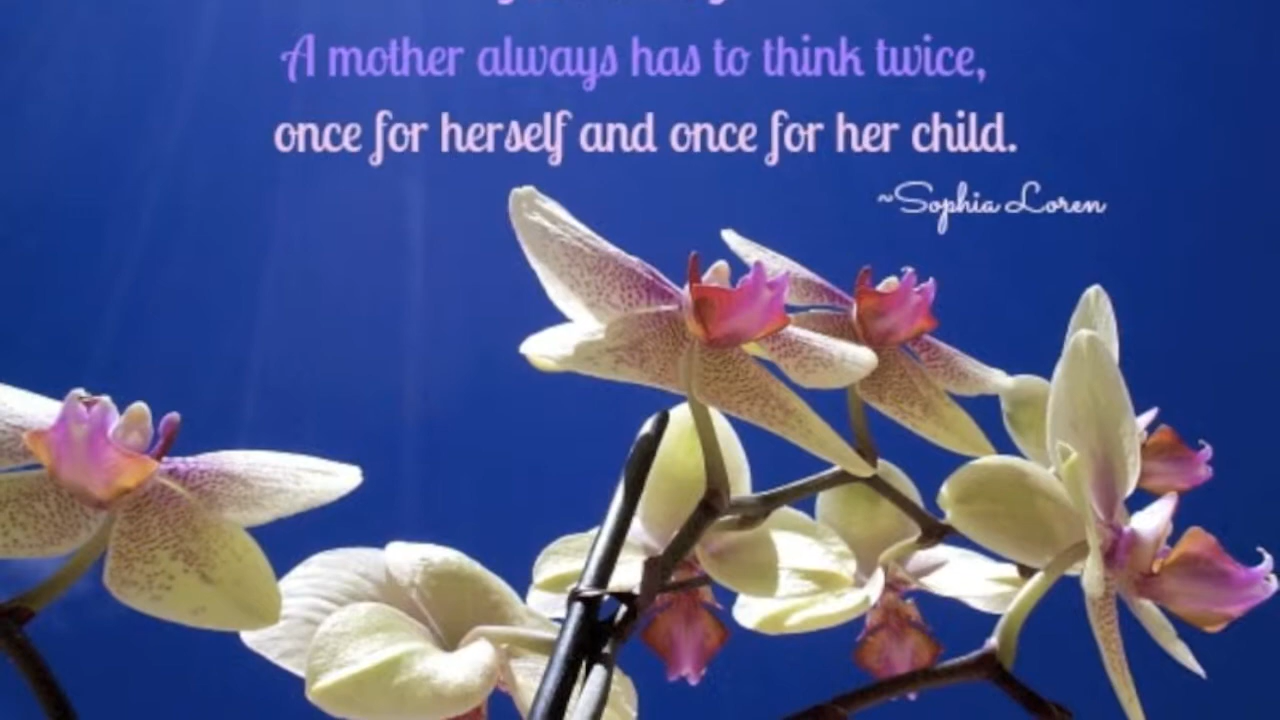 A mother always has to think twice,
once for herself and once for her child.
~Sophia Loren